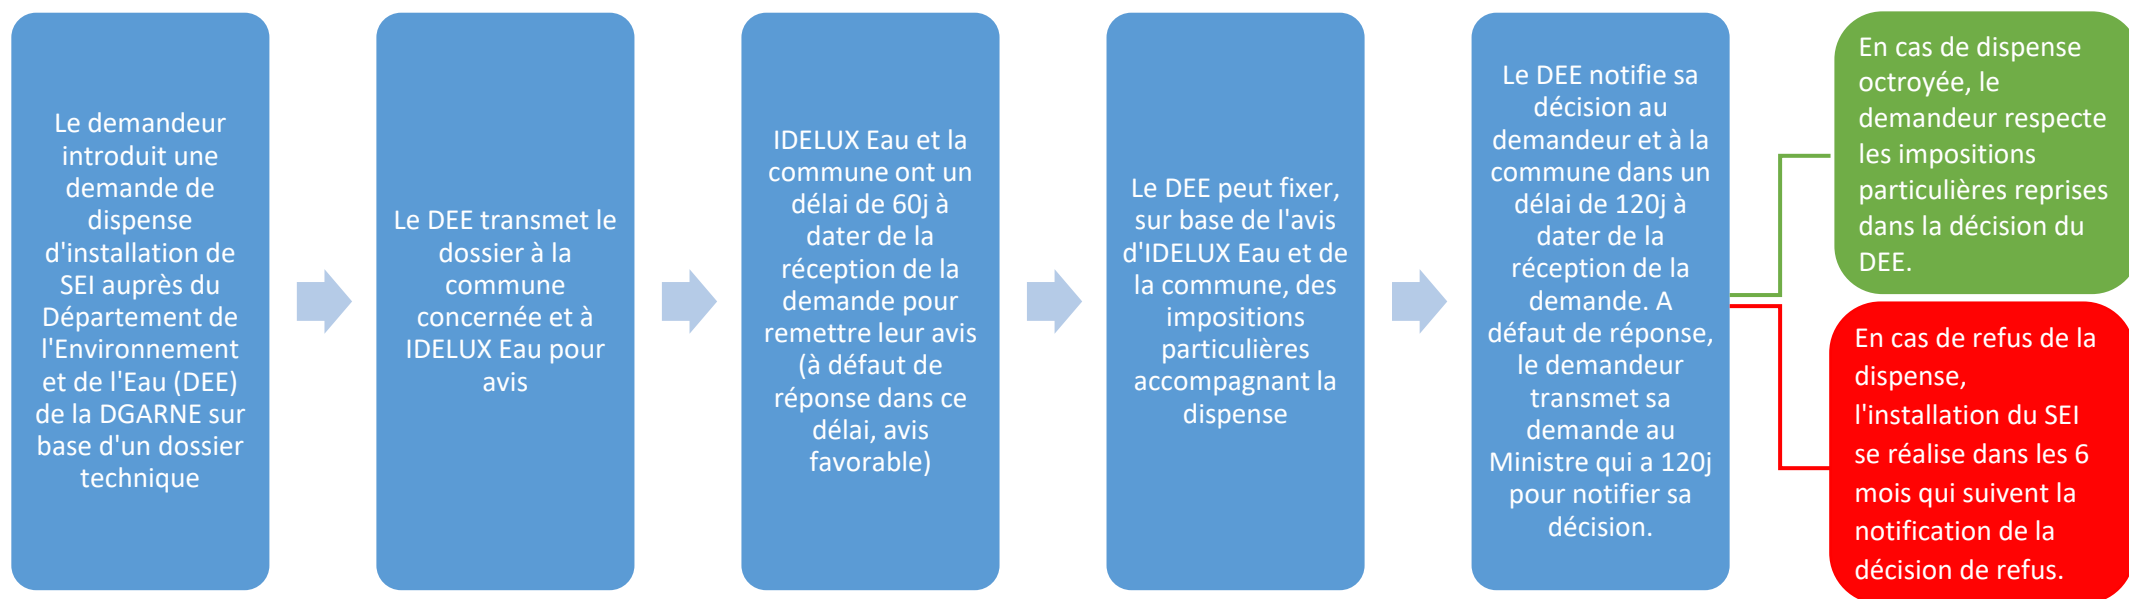 Le demandeur
introduit une
demande de
dispense
d'installation de
SEI auprès du
Département de
l'Environnement
et de l'Eau (DEE)
de la DGARNE sur
base d'un dossier
technique
Le DEE transmet le
dossier à la
commune
concernée et à
IDELUX Eau pour
avis
IDELUX Eau et la
commune ont un
délai de 60j à
dater de la
réception de la
demande pour
remettre leur avis
(à défaut de
réponse dans ce
délai, avis
favorable)
Le DEE peut fixer,
sur base de l'avis
d'IDELUX Eau et de
la commune, des
impositions
particulières
accompagnant la
dispense
Le DEE notifie sa
décision au
demandeur et à la
commune dans un
délai de 120j à
dater de la
réception de la
demande. A
défaut de réponse,
le demandeur
transmet sa
demande au
Ministre qui a 120j
pour notifier sa
décision.
En cas de dispense
octroyée, le
demandeur respecte
les impositions
particulières reprises
dans la décision du
DEE.
En cas de refus de la
dispense,
l'installation du SEI
se réalise dans les 6
mois qui suivent la
notification de la
décision de refus.